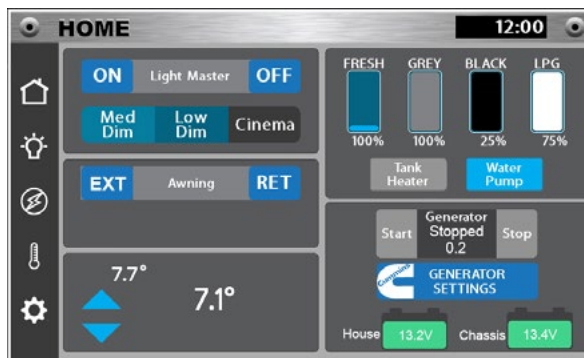 HOME
12:00
ON Light Master OFF
Med Dim
Low Dim
Cinema
EXT Awning RET
7.7°
7.1°
FRESH GREY BLACK LPG
100% 100% 25% 75%
Tank Heater
Water Pump
Start
Generator
Stopped
0.2
Stop
Cummins
GENERATOR
SETTINGS
House 13.2V Chassis 13.4V